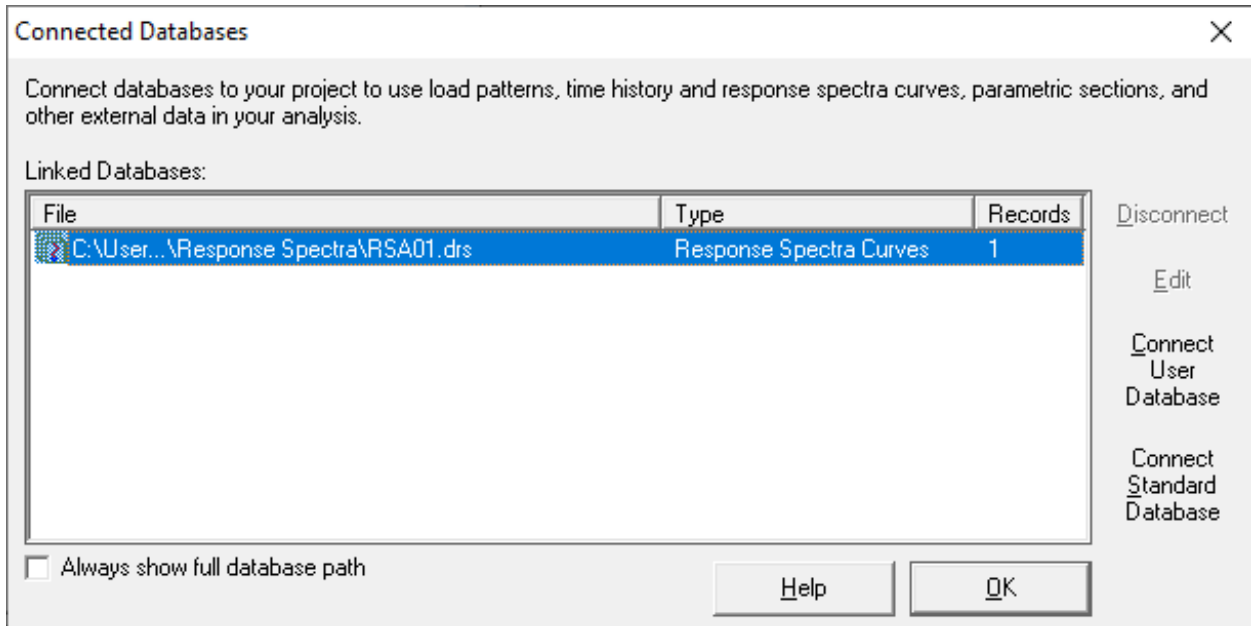 Connected Databases
Connect databases to your project to use load patterns, time history and response spectra curves, parametric sections, and
other external data in your analysis.
Linked Databases:
File Type Records
C:\User...\Response Spectra\RSA01.drs Response Spectra Curves 1
Disconnect
Edit
Connect
User
Database
Connect
Standard
Database
Always show full database path
Help OK